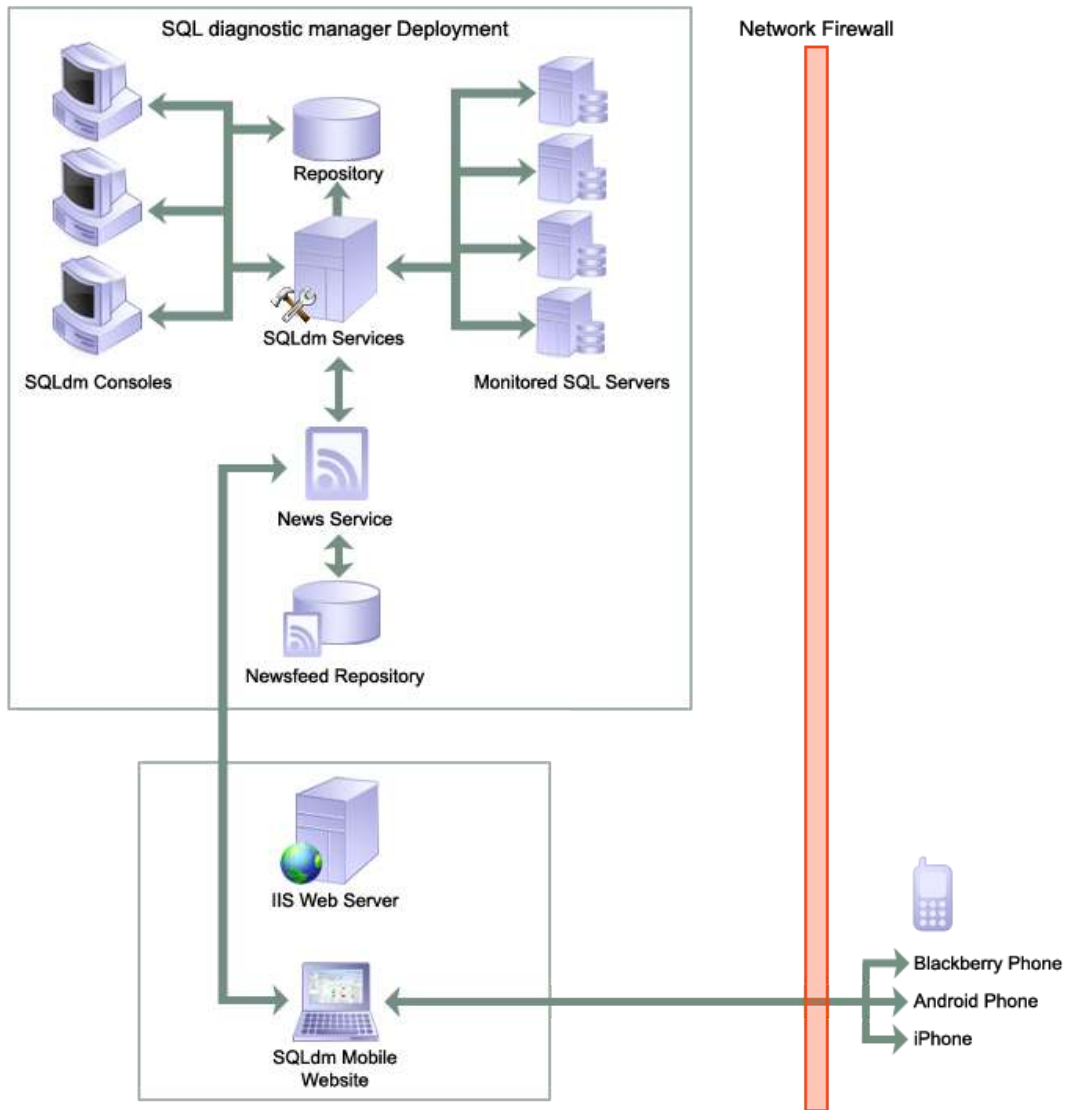 SQL diagnostic manager Deployment
Network Firewall
Repository
SQLdm Services
SQLdm Consoles
Monitored SQL Servers
News Service
Newsfeed Repository
IIS Web Server
Blackberry Phone
Android Phone
iPhone
SQLdm Mobile
Website